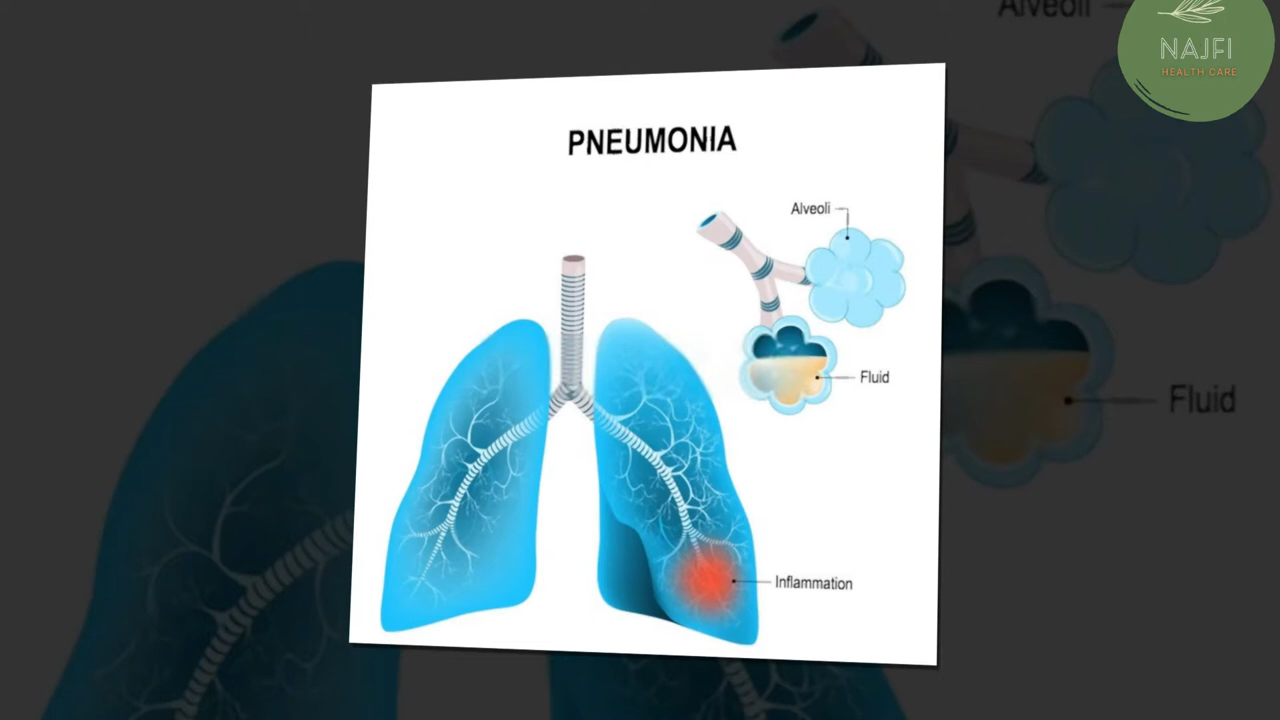 Alveoli
NAJFI
HEALTH CARE
PNEUMONIA
Alveoli
Fluid
Fluid
Inflammation